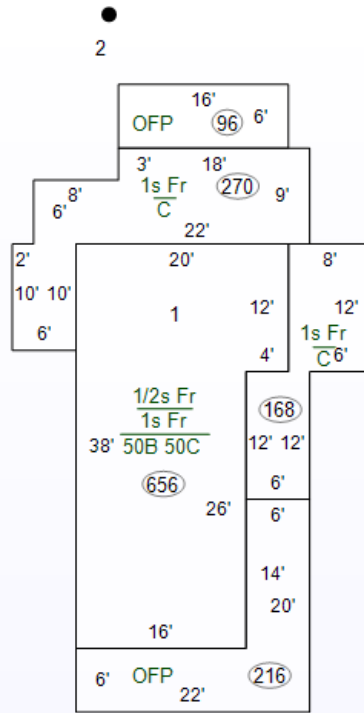 2
16'
OFP 96 6'
3' 18'
1s Fr 270
C
9'
8'
6'
22'
2' 20' 8'
10' 10' 1 12' 12'
6' 4' 1s Fr
C 6'
1/2s Fr
1s Fr
50B 50C
168
38' 12' 12'
656 6'
26' 6'
14'
20'
16'
6' OFP 216
22'